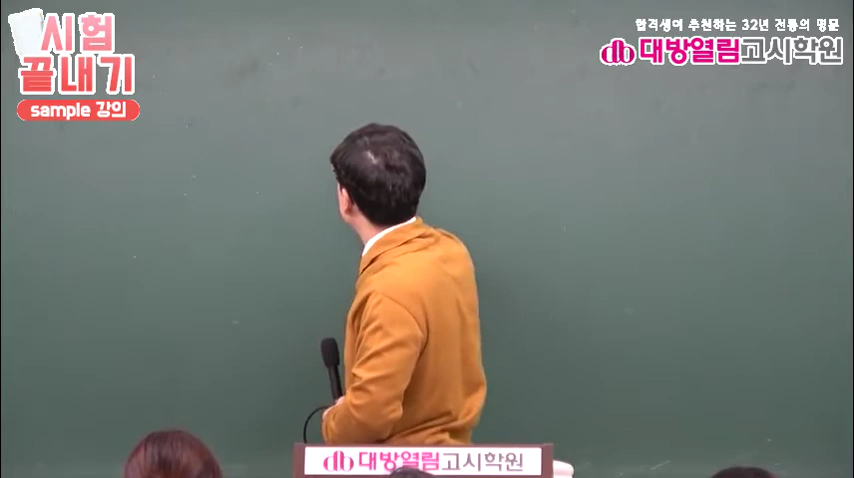 시험
끝내기
sample 강의
합격생이 추천하는 32년 전통의 명문
db 대방열림고시학원
db 대방열림고시학원